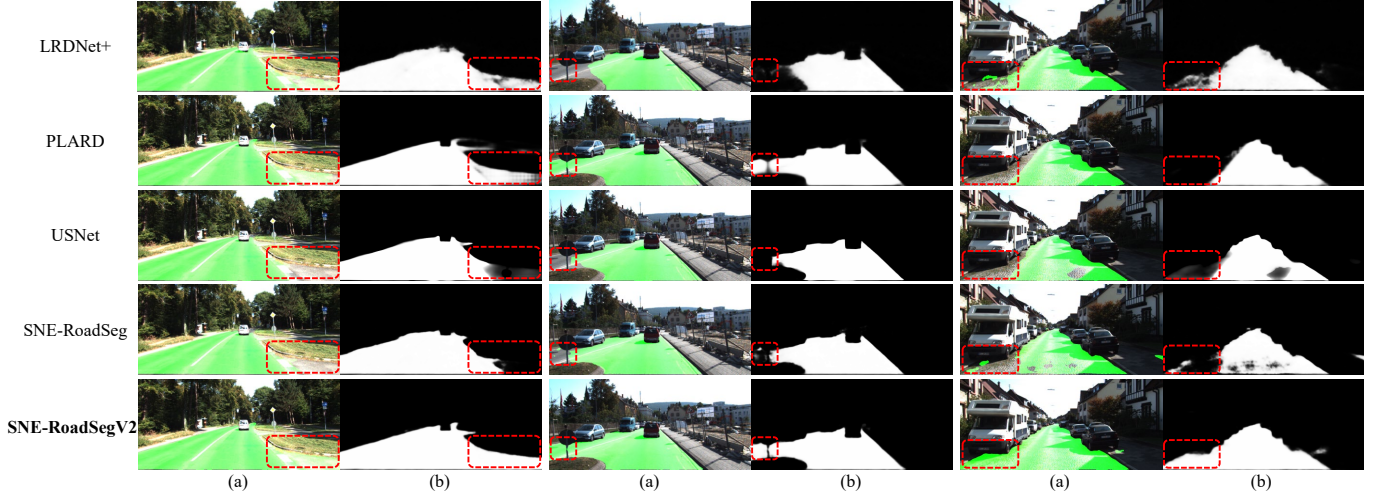 LRDNet+
PLARD
USNet
SNE-RoadSeg
SNE-RoadSegV2
(a) (b) (a) (b) (a) (b)